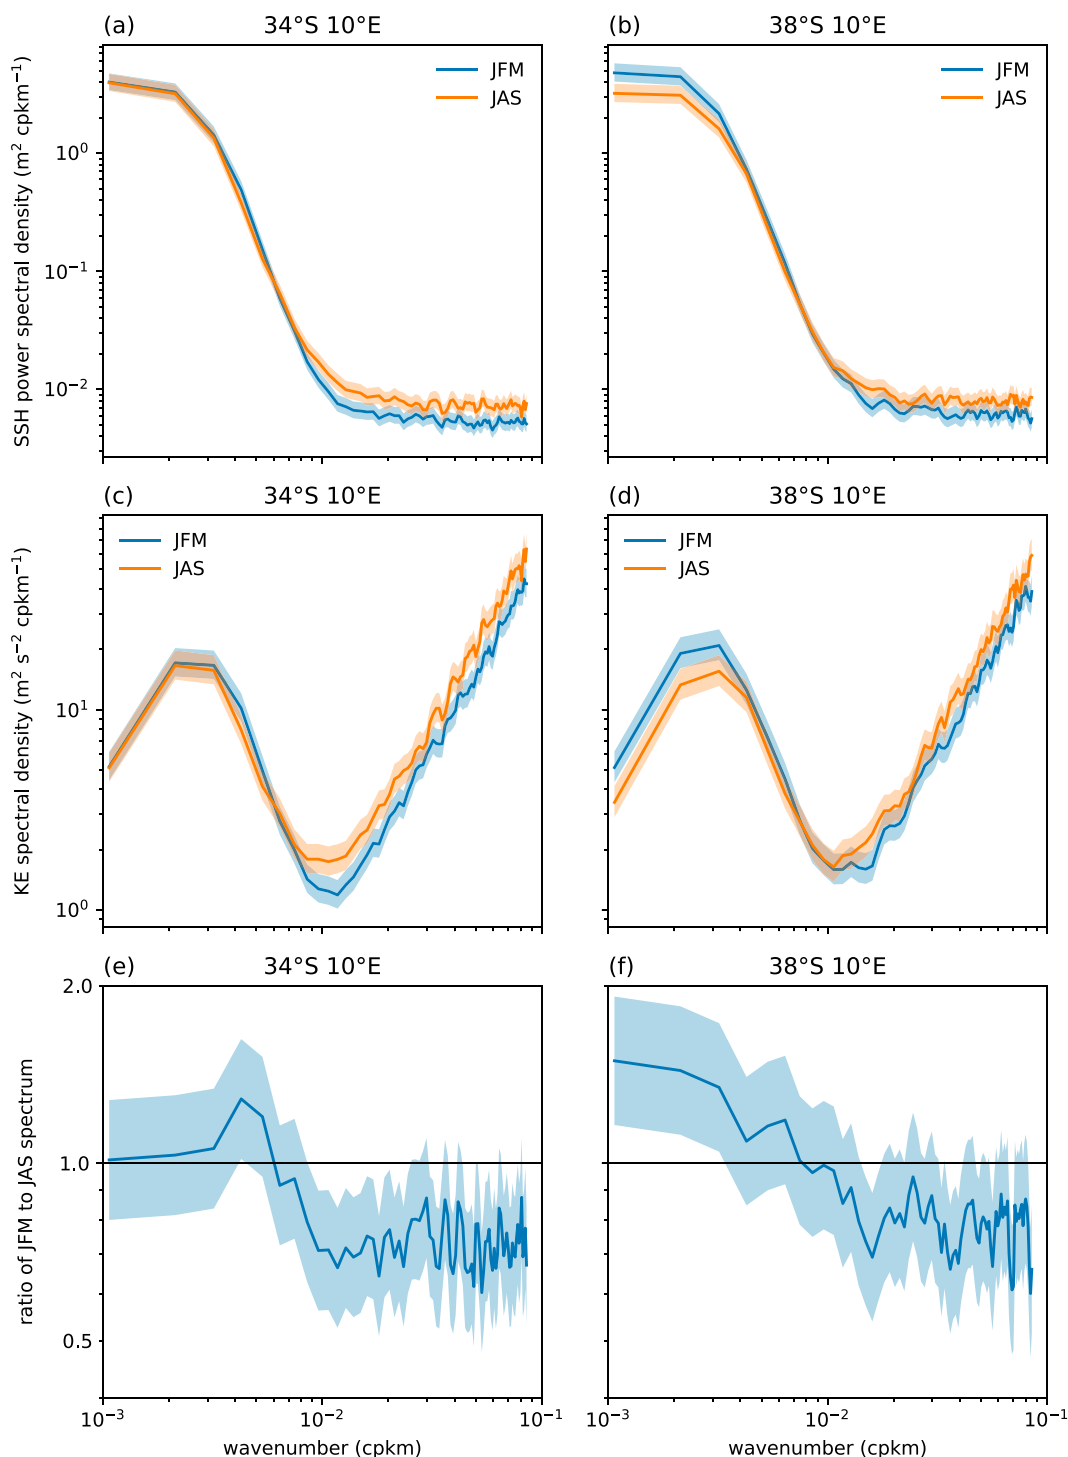 (a) 34°S 10°E
(b) 38°S 10°E
SSH power spectral density (m² cpkm⁻¹)
10⁰
10⁻¹
10⁻²
JFM
JAS
JFM
JAS
(c) 34°S 10°E
(d) 38°S 10°E
KE spectral density (m² s⁻² cpkm⁻¹)
10¹
10⁰
JFM
JAS
JFM
JAS
(e) 34°S 10°E
(f) 38°S 10°E
ratio of JFM to JAS spectrum
2.0
1.0
0.5
10⁻³ 10⁻² 10⁻¹
wavenumber (cpkm)
10⁻³ 10⁻² 10⁻¹
wavenumber (cpkm)